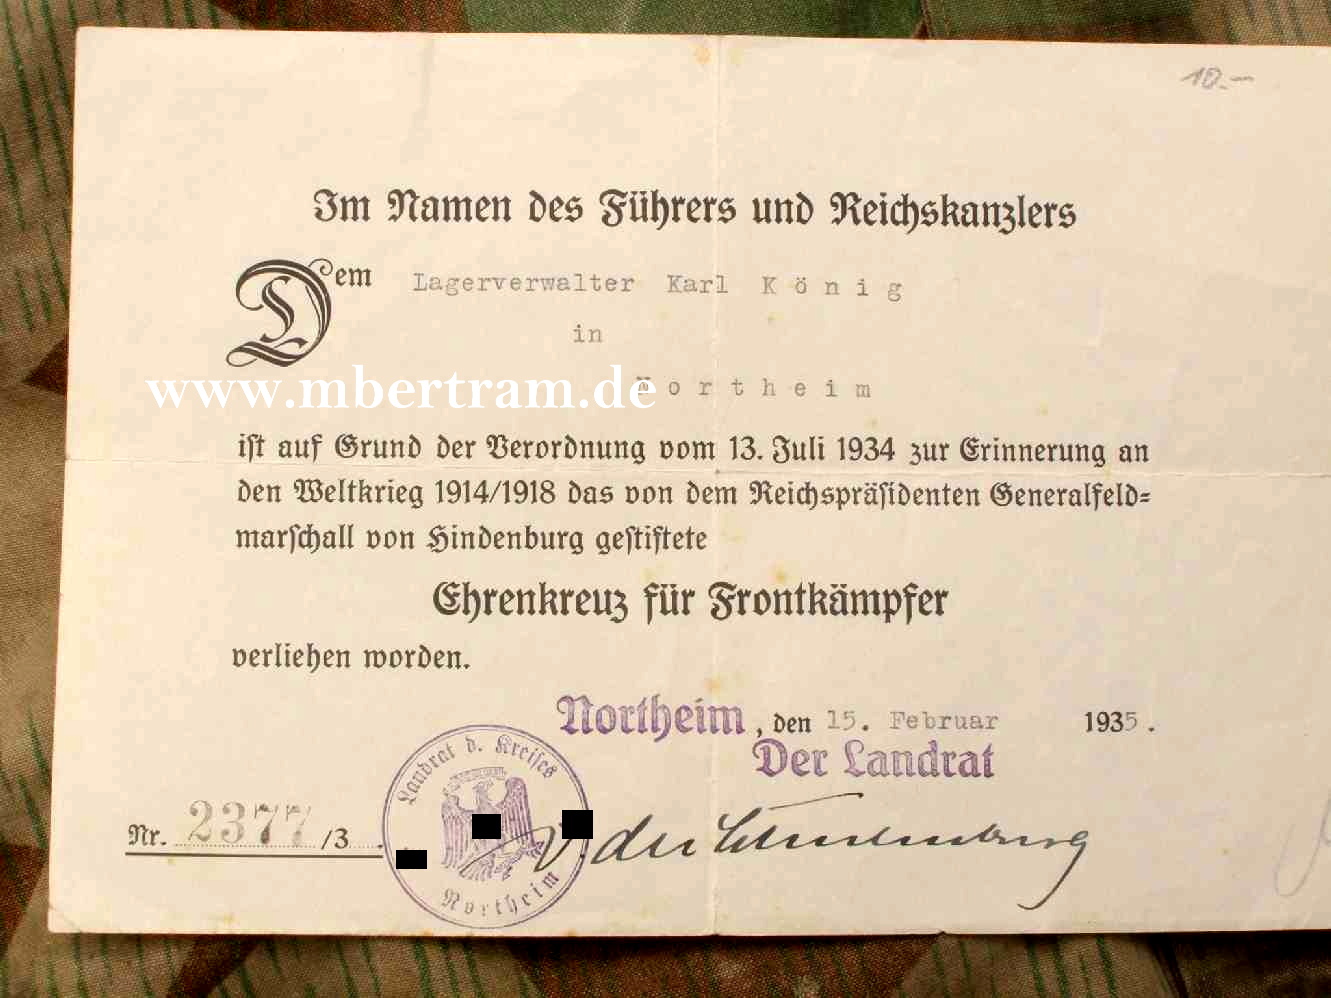 10.-
Im Namen des Führers und Reichskanzlers
Dem Lagerverwalter Karl König
in
Northeim
www.mbertram.de
ist auf Grund der Verordnung vom 13. Juli 1934 zur Erinnerung an
den Weltkrieg 1914/1918 das von dem Reichspräsidenten Generalfeld-
marschall von Hindenburg gestiftete
Ehrenkreuz für Frontkämpfer
verliehen worden.
Northeim, den 15. Februar 1935.
Der Landrat
Landrat d. Kreises
Northeim
Nr. 2377/3.
v. der